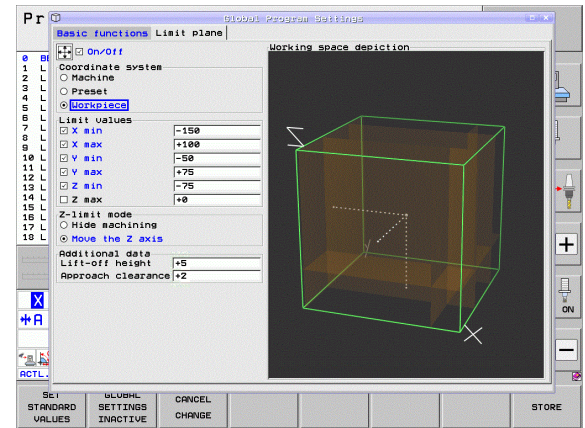 Pr
Global Program Settings
Basic functions Limit plane
On/Off
Working space depiction
Coordinate system
Machine
Preset
Workpiece
Limit values
X min -150
X max +100
Y min -50
Y max +75
Z min -75
Z max +0
Z-limit mode
Hide machining
Move the Z axis
Additional data
Lift-off height +5
Approach clearance +2
0 BE
1 L
2 L
3 L
4 L
5 L
6 L
7 L
8 L
9 L
10 L
11 L
12 L
13 L
14 L
15 L
16 L
17 L
18 L
Z
Y
X
X
A
ACTL.
+
ON
−
SET STANDARD VALUES
GLOBAL SETTINGS INACTIVE
CANCEL CHANGE
STORE